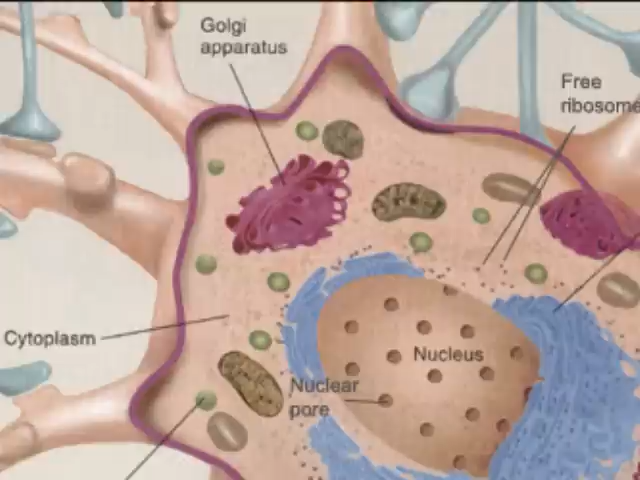 Golgi
apparatus
Free
ribosome
Cytoplasm
Nucleus
Nuclear
pore